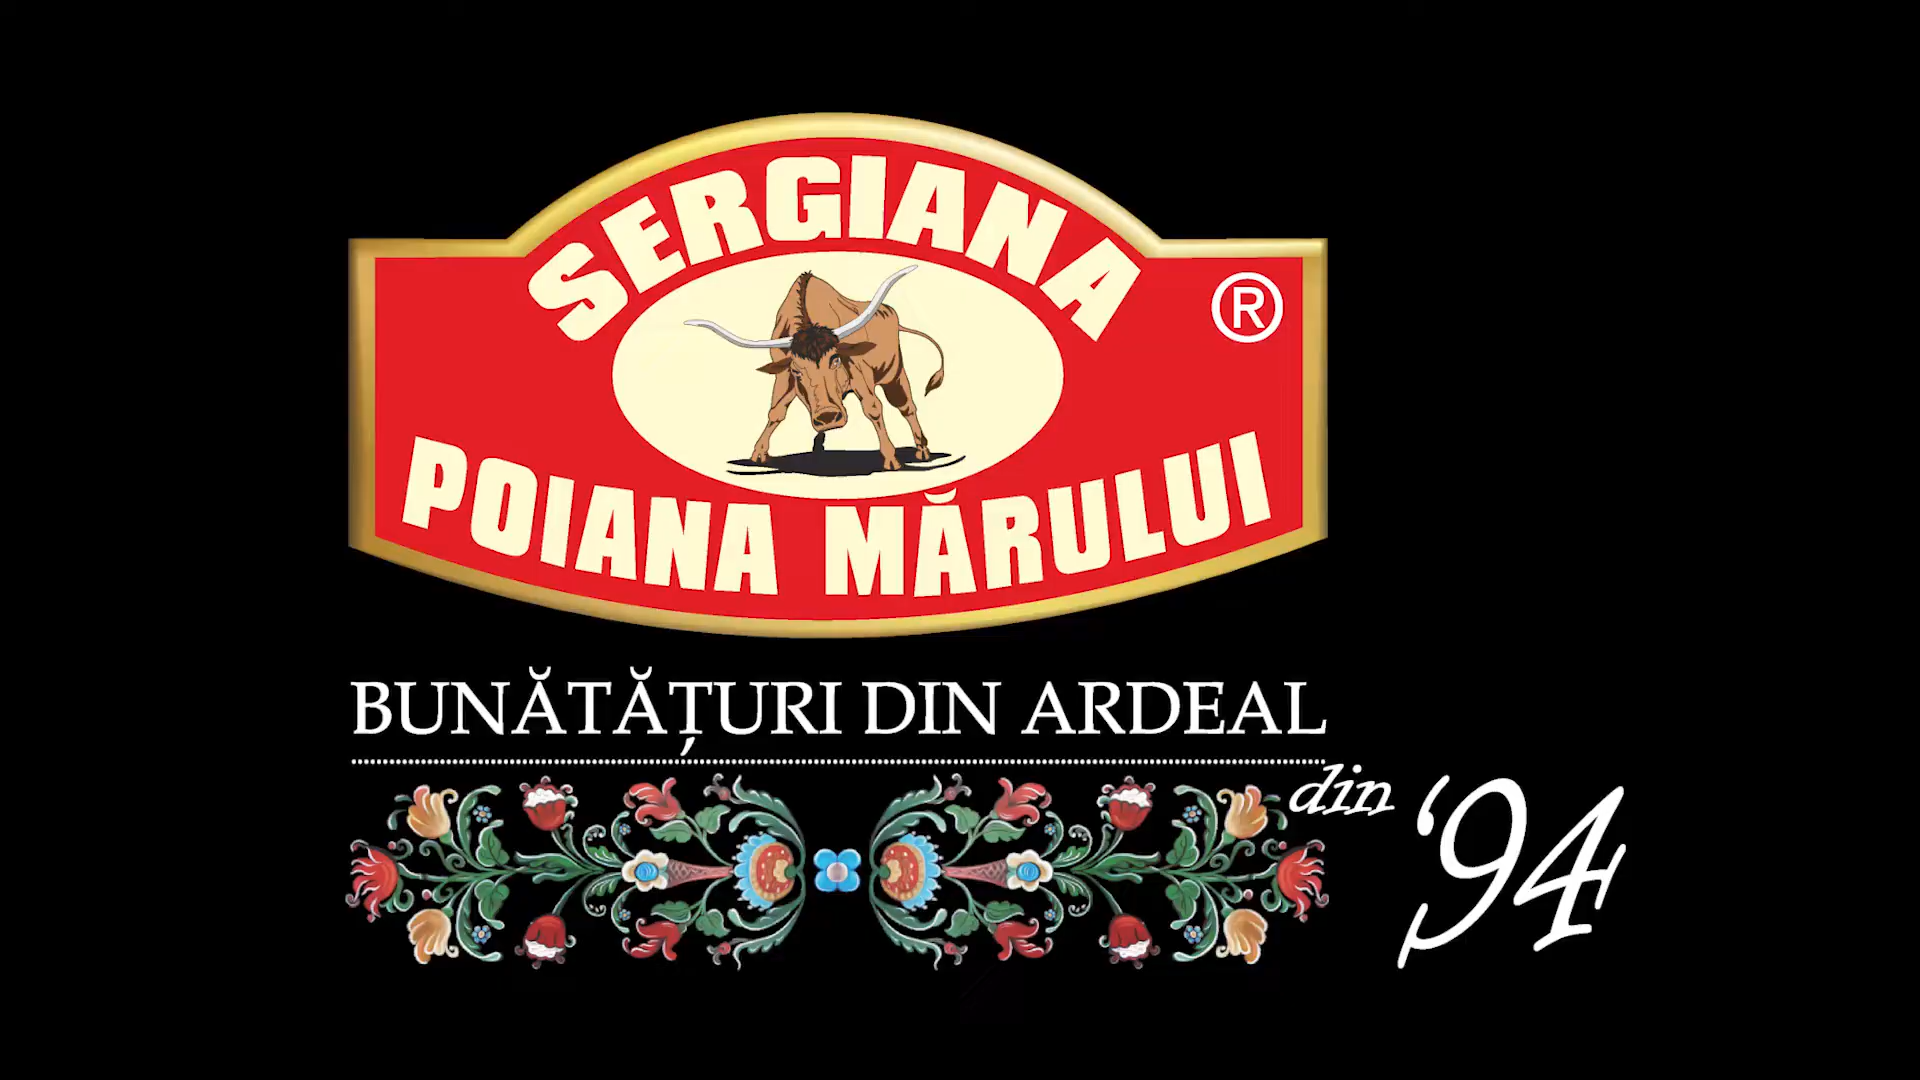 SERGIANA
®
POIANA MĂRULUI
BUNĂTĂȚURI DIN ARDEAL
din '94